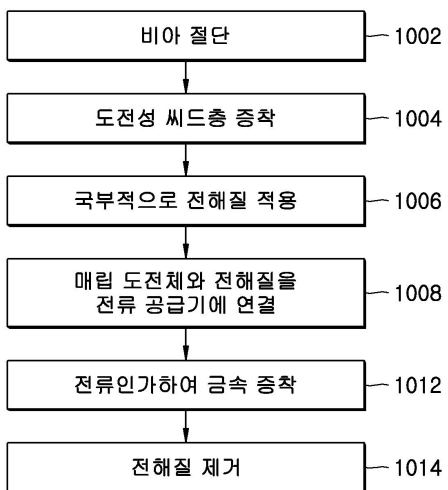 비아 절단 1002
도전성 씨드층 증착 1004
국부적으로 전해질 적용 1006
매립 도전체와 전해질을
전류 공급기에 연결 1008
전류인가하여 금속 증착 1012
전해질 제거 1014